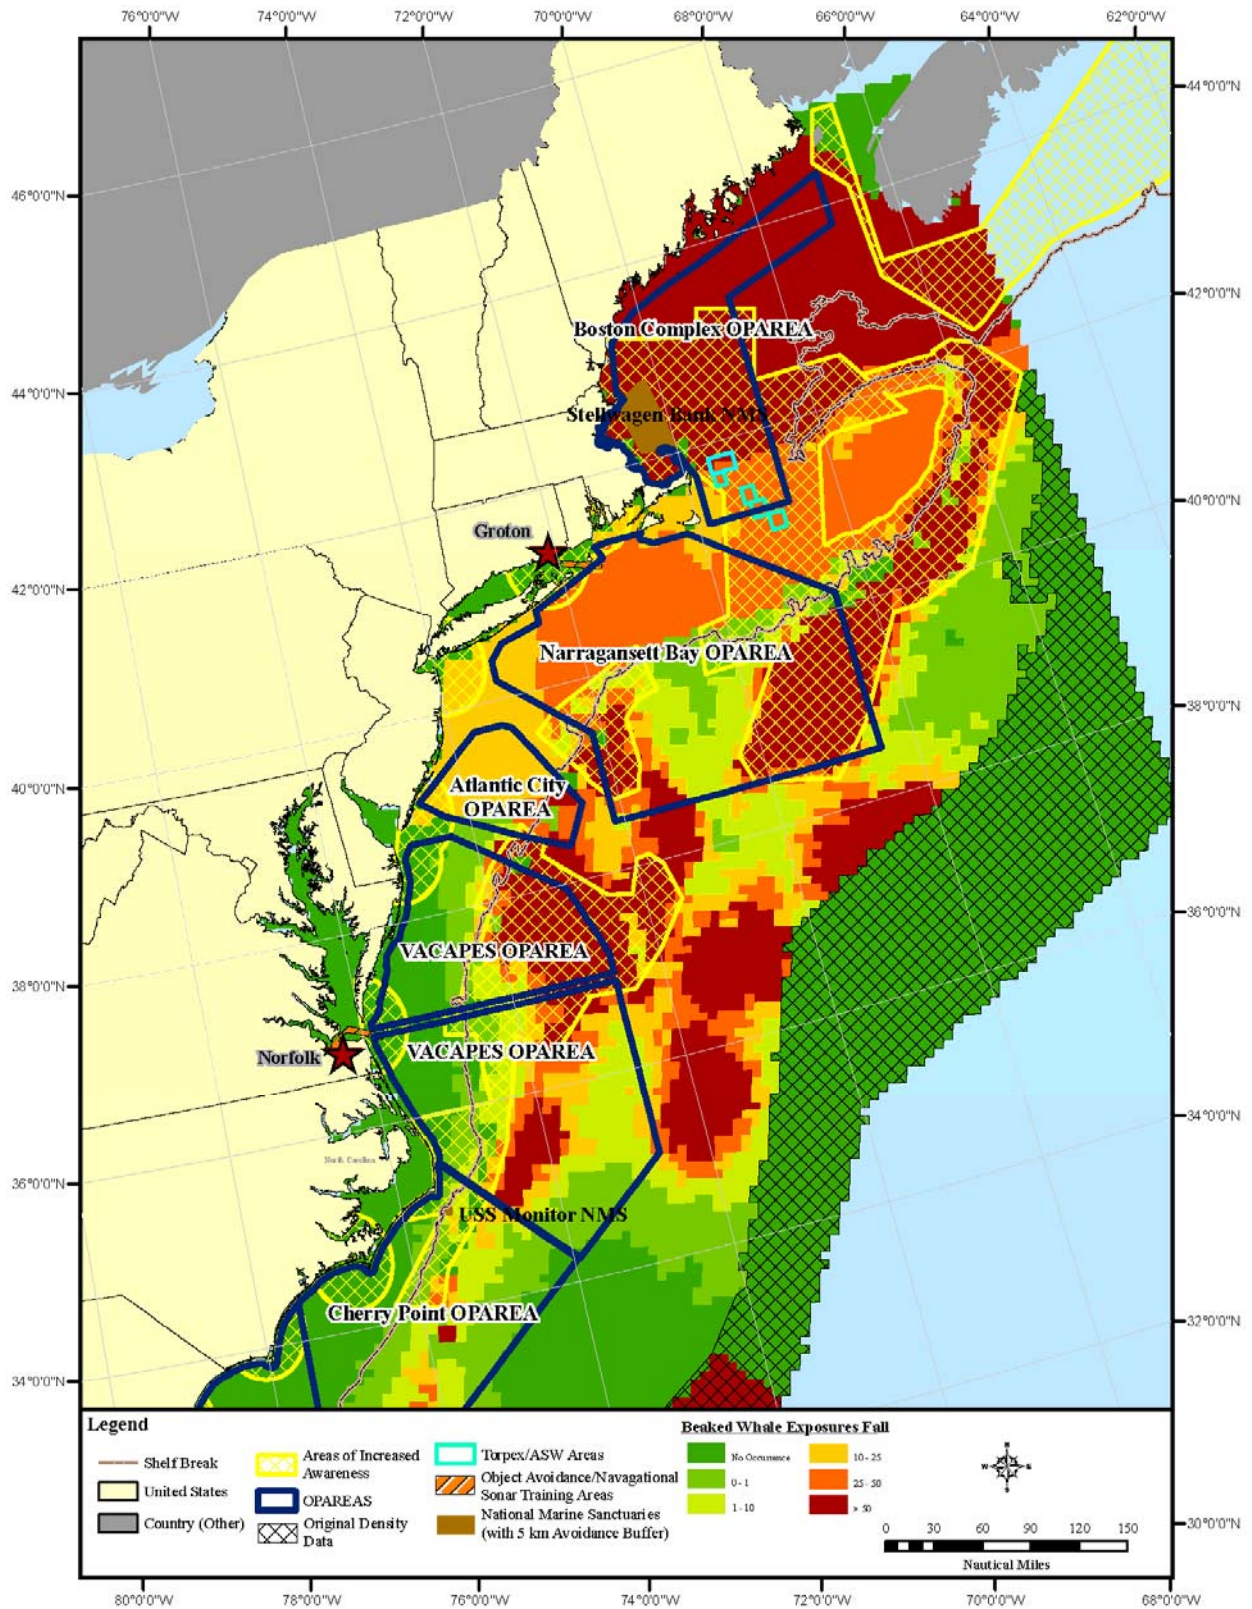 76°0'0"W 74°0'0"W 72°0'0"W 70°0'0"W 68°0'0"W 66°0'0"W 64°0'0"W 62°0'0"W
44°0'0"N
46°0'0"N
42°0'0"N
Boston Complex OPAREA
44°0'0"N
Stellwagen Bank NMS
40°0'0"N
Groton
42°0'0"N
Narragansett Bay OPAREA
38°0'0"N
Atlantic City
OPAREA
40°0'0"N
36°0'0"N
VACAPES OPAREA
38°0'0"N
VACAPES OPAREA
Norfolk
34°0'0"N
North Carolina
36°0'0"N
USS Monitor NMS
Cherry Point OPAREA
32°0'0"N
34°0'0"N
Legend
Shelf Break
United States
Country (Other)
Areas of Increased
Awareness
OPAREAS
Original Density
Data
Torpex/ASW Areas
Object Avoidance/Navagational
Sonar Training Areas
National Marine Sanctuaries
(with 5 km Avoidance Buffer)
Beaked Whale Exposures Fall
No Occurrence
0 - 1
1 - 10
10 - 25
25 - 50
> 50
N
W E
S
0 30 60 90 120 150
Nautical Miles
30°0'0"N
80°0'0"W 78°0'0"W 76°0'0"W 74°0'0"W 72°0'0"W 70°0'0"W 68°0'0"W